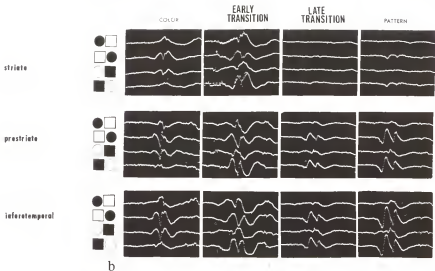 COLOR
EARLY
TRANSITION
LATE
TRANSITION
PATTERN
striate
prestriate
inferotemporal
b